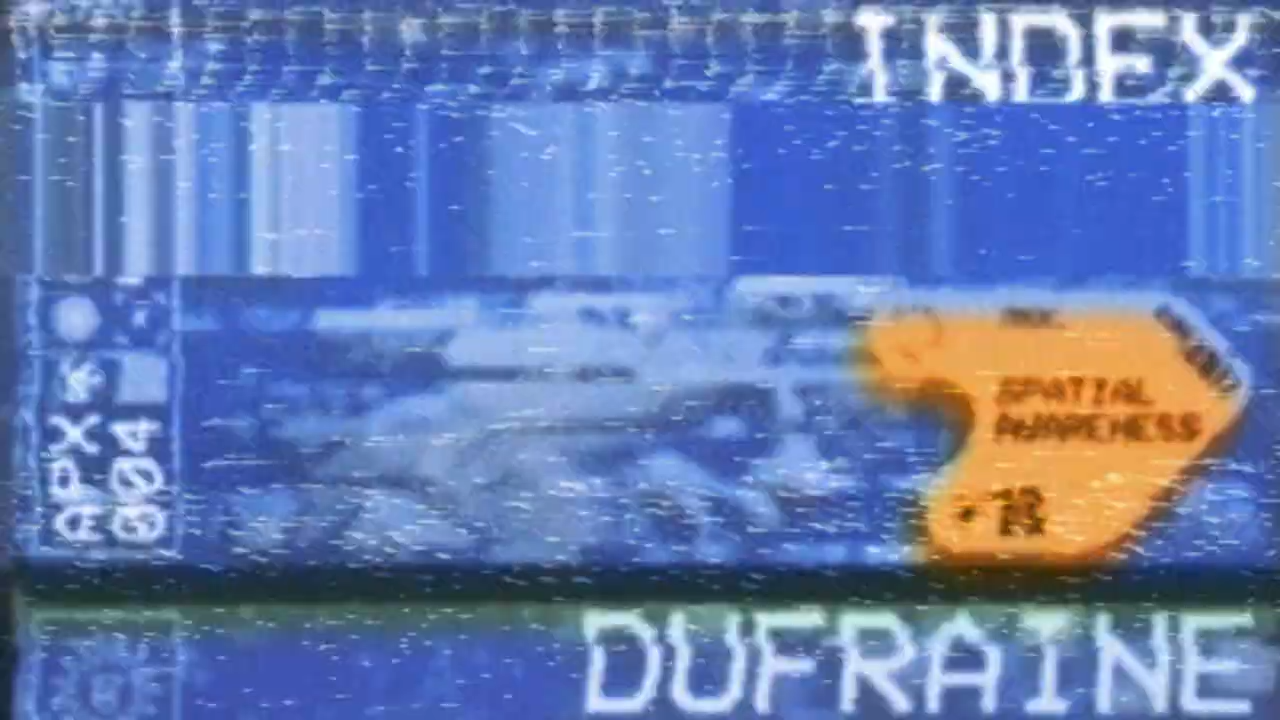 INDEX
APX
004
SPATIAL
AWARENESS
DUFRAINE